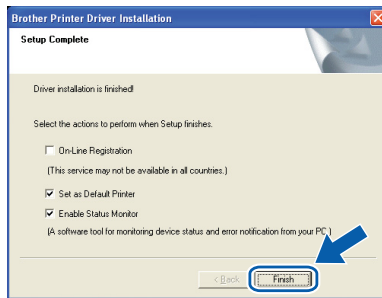 Brother Printer Driver Installation
Setup Complete
Driver installation is finished!
Select the actions to perform when Setup finishes.
On-Line Registration
(This service may not be available in all countries.)
Set as Default Printer
Enable Status Monitor
(A software tool for monitoring device status and error notification from your PC.)
< Back Finish